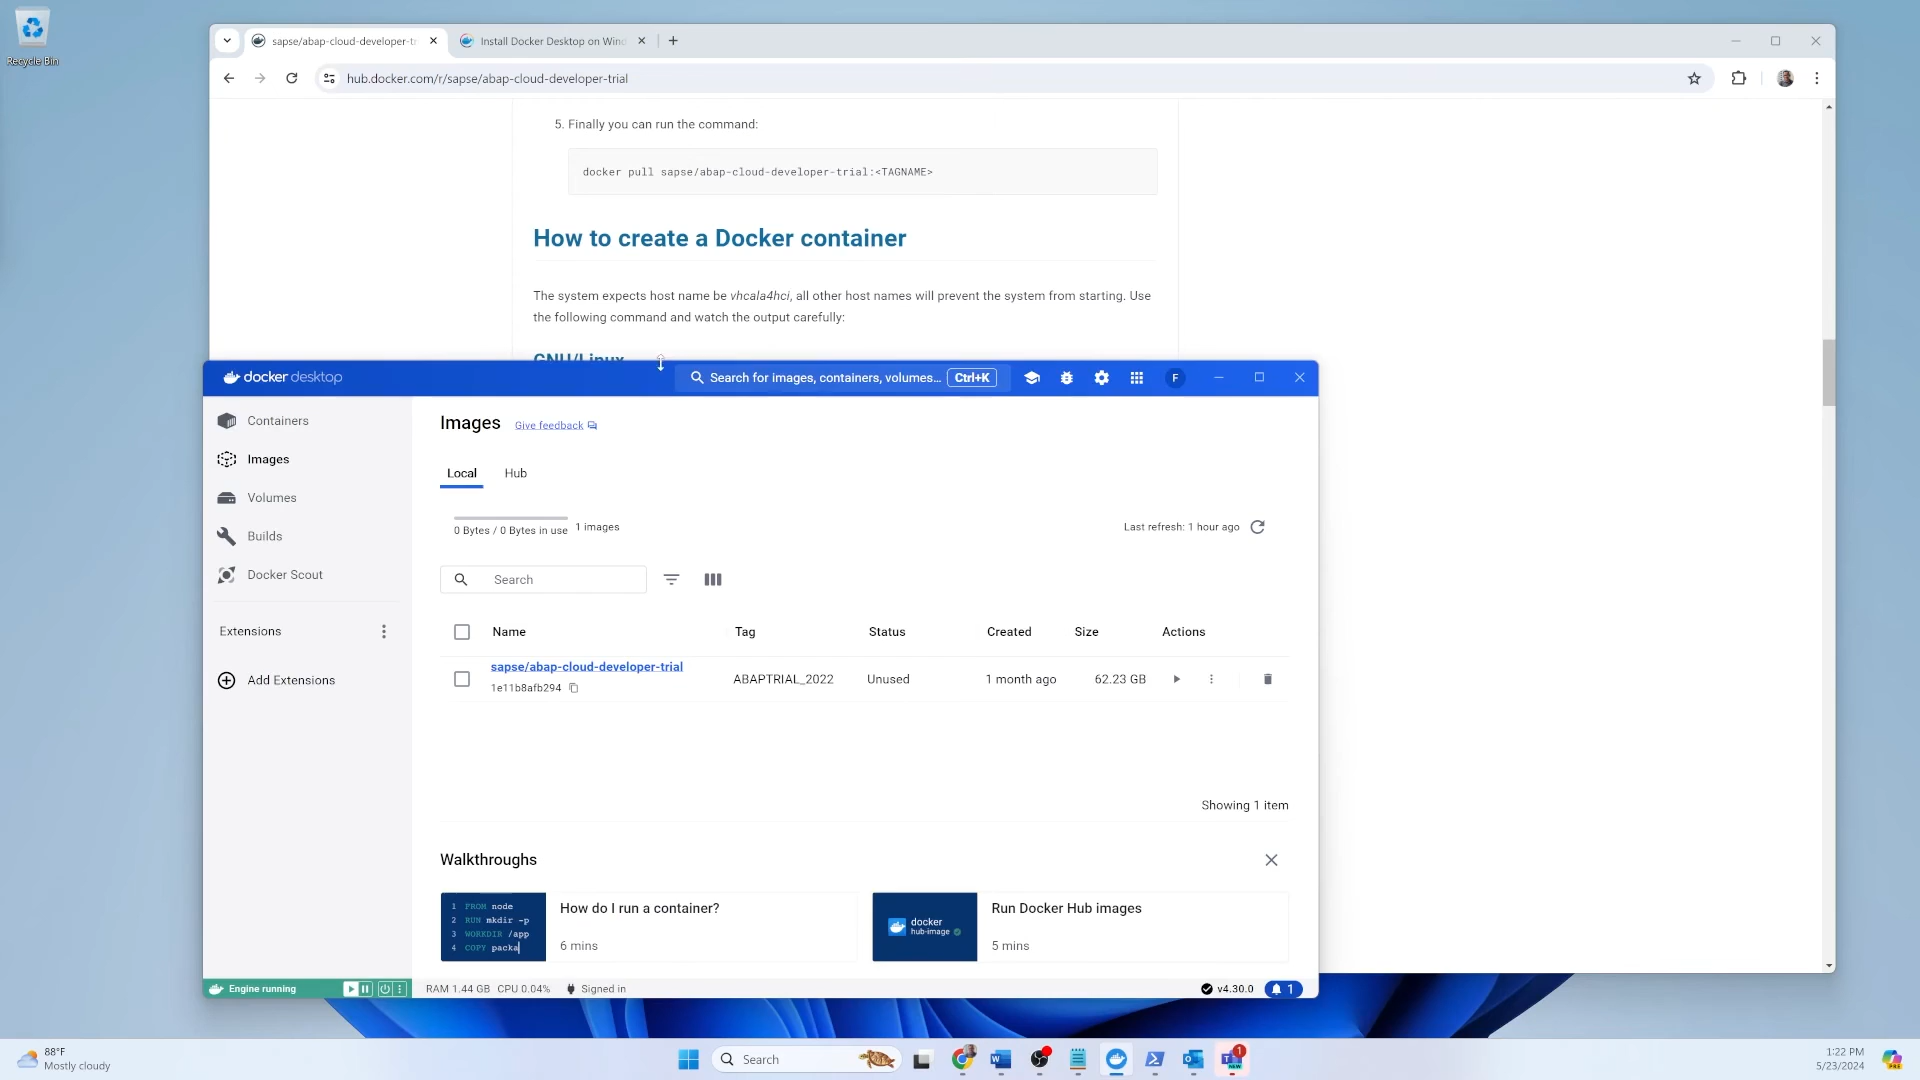 Recycle Bin
sapse/abap-cloud-developer-tr
Install Docker Desktop on Wind
hub.docker.com/r/sapse/abap-cloud-developer-trial
5. Finally you can run the command:
docker pull sapse/abap-cloud-developer-trial:<TAGNAME>
How to create a Docker container
The system expects host name be vhcala4hci, all other host names will prevent the system from starting. Use
the following command and watch the output carefully:
GNU/Linux
docker desktop
Search for images, containers, volumes... Ctrl+K
F
Containers
Images
Volumes
Builds
Docker Scout
Extensions
Add Extensions
Images Give feedback
Local Hub
0 Bytes / 0 Bytes in use 1 images
Last refresh: 1 hour ago
Search
Name Tag Status Created Size Actions
sapse/abap-cloud-developer-trial
1e11b8afb294
ABAPTRIAL_2022 Unused 1 month ago 62.23 GB
Showing 1 item
Walkthroughs
1 FROM node
2 RUN mkdir -p
3 WORKDIR /app
4 COPY packa
How do I run a container?
6 mins
docker
hub-image
Run Docker Hub images
5 mins
Engine running
RAM 1.44 GB CPU 0.04% Signed in
v4.30.0
1
88°F
Mostly cloudy
Search
1
NEW
1:22 PM
5/23/2024
PRE